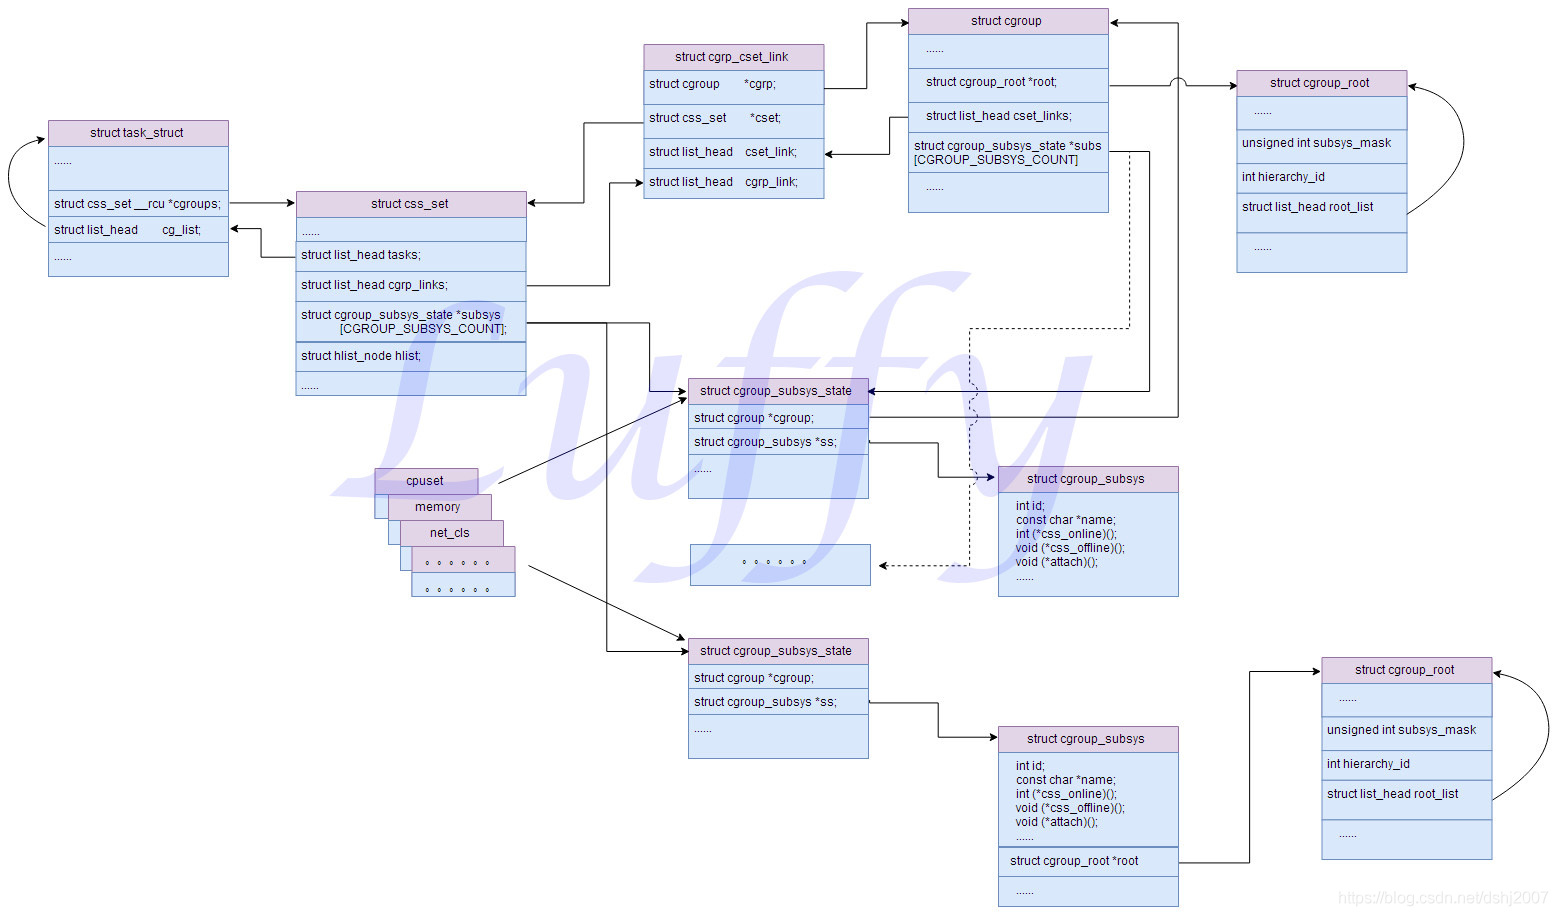 struct cgroup
......
struct cgroup_root *root;
struct list_head cset_links;
struct cgroup_subsys_state *subs
[CGROUP_SUBSYS_COUNT]
......
struct cgrp_cset_link
struct cgroup *cgrp;
struct css_set *cset;
struct list_head cset_link;
struct list_head cgrp_link;
struct cgroup_root
......
unsigned int subsys_mask
int hierarchy_id
struct list_head root_list
......
struct task_struct
......
struct css_set __rcu *cgroups;
struct list_head cg_list;
......
struct css_set
......
struct list_head tasks;
struct list_head cgrp_links;
struct cgroup_subsys_state *subsys
[CGROUP_SUBSYS_COUNT];
struct hlist_node hlist;
......
Luffy
struct cgroup_subsys_state
struct cgroup *cgroup;
struct cgroup_subsys *ss;
......
cpuset
memory
net_cls
。。。。。。
。。。。。。
struct cgroup_subsys
int id;
const char *name;
int (*css_online)();
void (*css_offline)();
void (*attach)();
......
。。。。。。
struct cgroup_subsys_state
struct cgroup *cgroup;
struct cgroup_subsys *ss;
......
struct cgroup_subsys
int id;
const char *name;
int (*css_online)();
void (*css_offline)();
void (*attach)();
......
struct cgroup_root *root
......
struct cgroup_root
......
unsigned int subsys_mask
int hierarchy_id
struct list_head root_list
......
https://blog.csdn.net/dshj2007